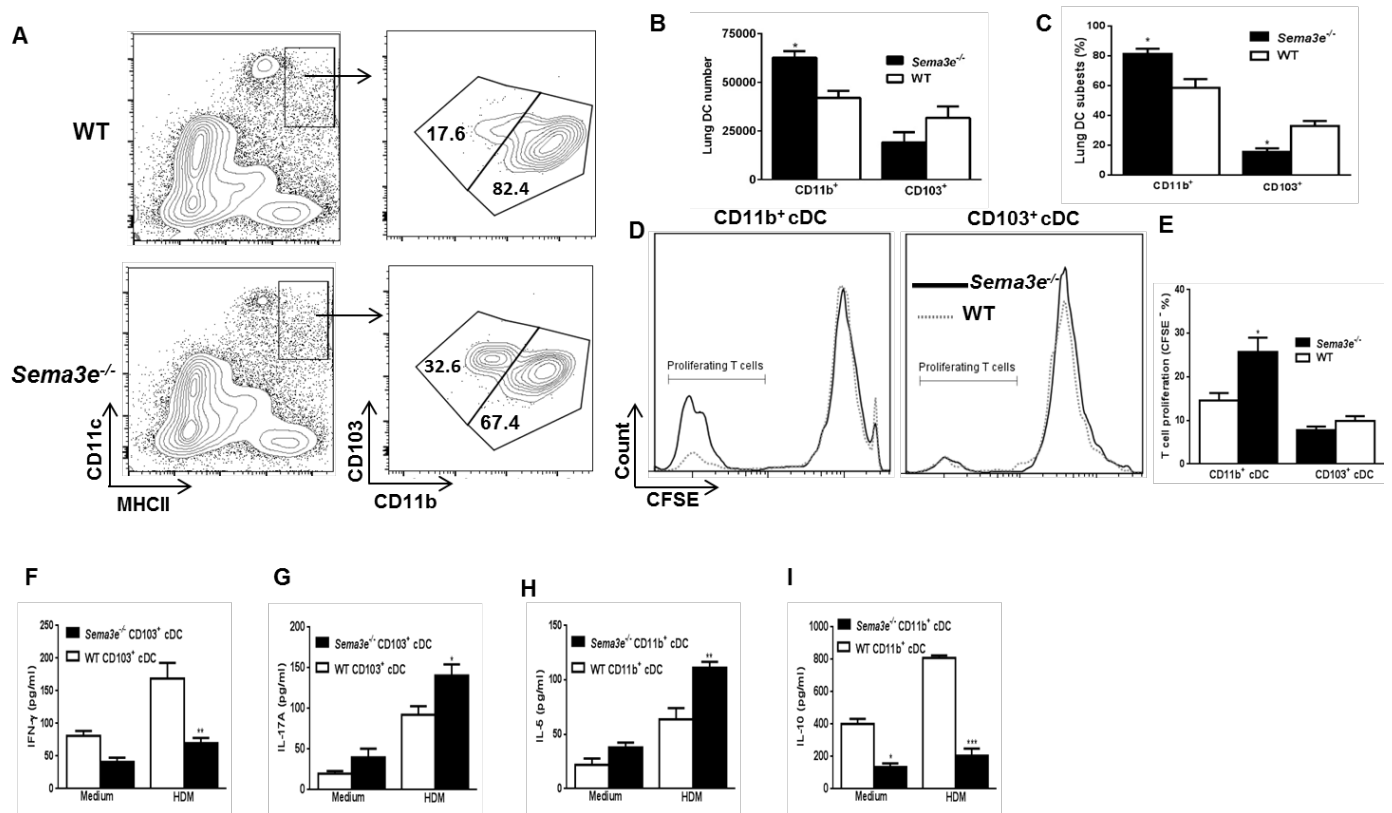 A
WT
17.6
82.4
Sema3e-/-
32.6
67.4
CD11c
MHCII
CD103
CD11b
B
Lung DC number
75000
50000
25000
0
* 
Sema3e-/-
WT
CD11b+
CD103+
C
Lung DC subests (%)
100
80
60
40
20
0
*
*
Sema3e-/-
WT
CD11b+
CD103+
D
CD11b+ cDC
CD103+ cDC
Proliferating T cells
Proliferating T cells
Sema3e-/-
WT
Count
CFSE
E
T cell proliferation (CFSE - %)
40
30
20
10
0
*
Sema3e-/-
WT
CD11b+ cDC
CD103+ cDC
F
IFN-γ (pg/ml)
250
200
150
100
50
0
Sema3e-/- CD103+ cDC
WT CD103+ cDC
**
Medium
HDM
G
IL-17A (pg/ml)
200
150
100
50
0
Sema3e-/- CD103+ cDC
WT CD103+ cDC
*
Medium
HDM
H
IL-5 (pg/ml)
150
100
50
0
Sema3e-/- CD11b+ cDC
WT CD11b+ cDC
**
Medium
HDM
I
IL-10 (pg/ml)
1000
800
600
400
200
0
Sema3e-/- CD11b+ cDC
WT CD11b+ cDC
*
***
Medium
HDM